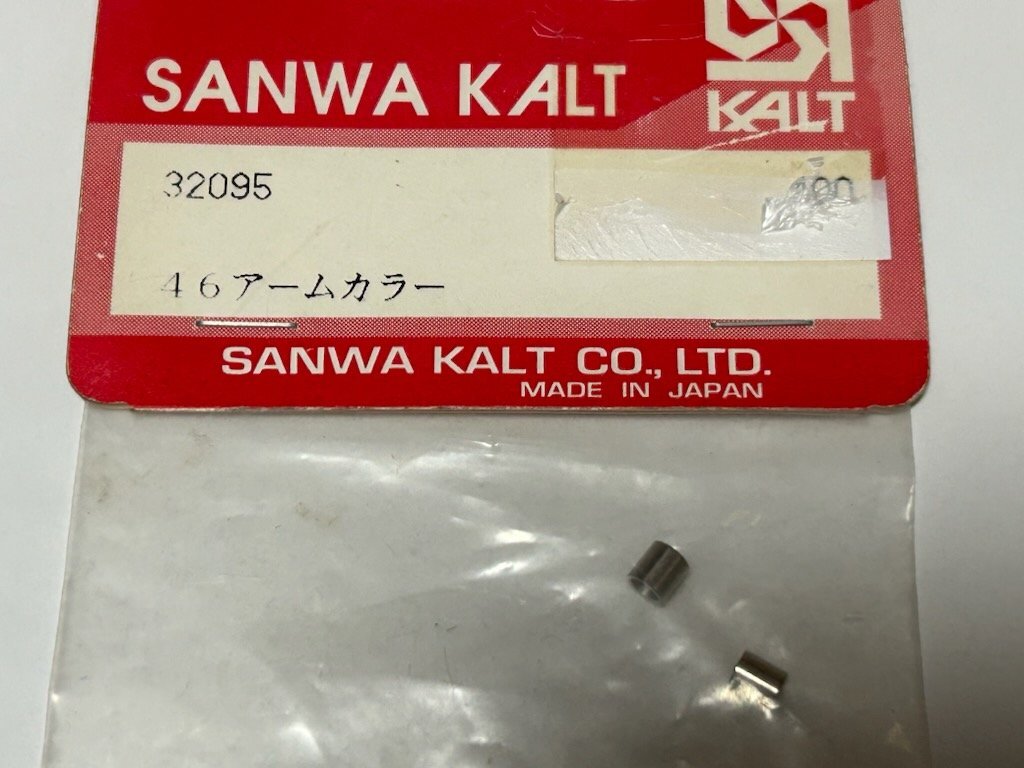 SANWA KALT
KALT
32095
46アームカラー
SANWA KALT CO., LTD.
MADE IN JAPAN